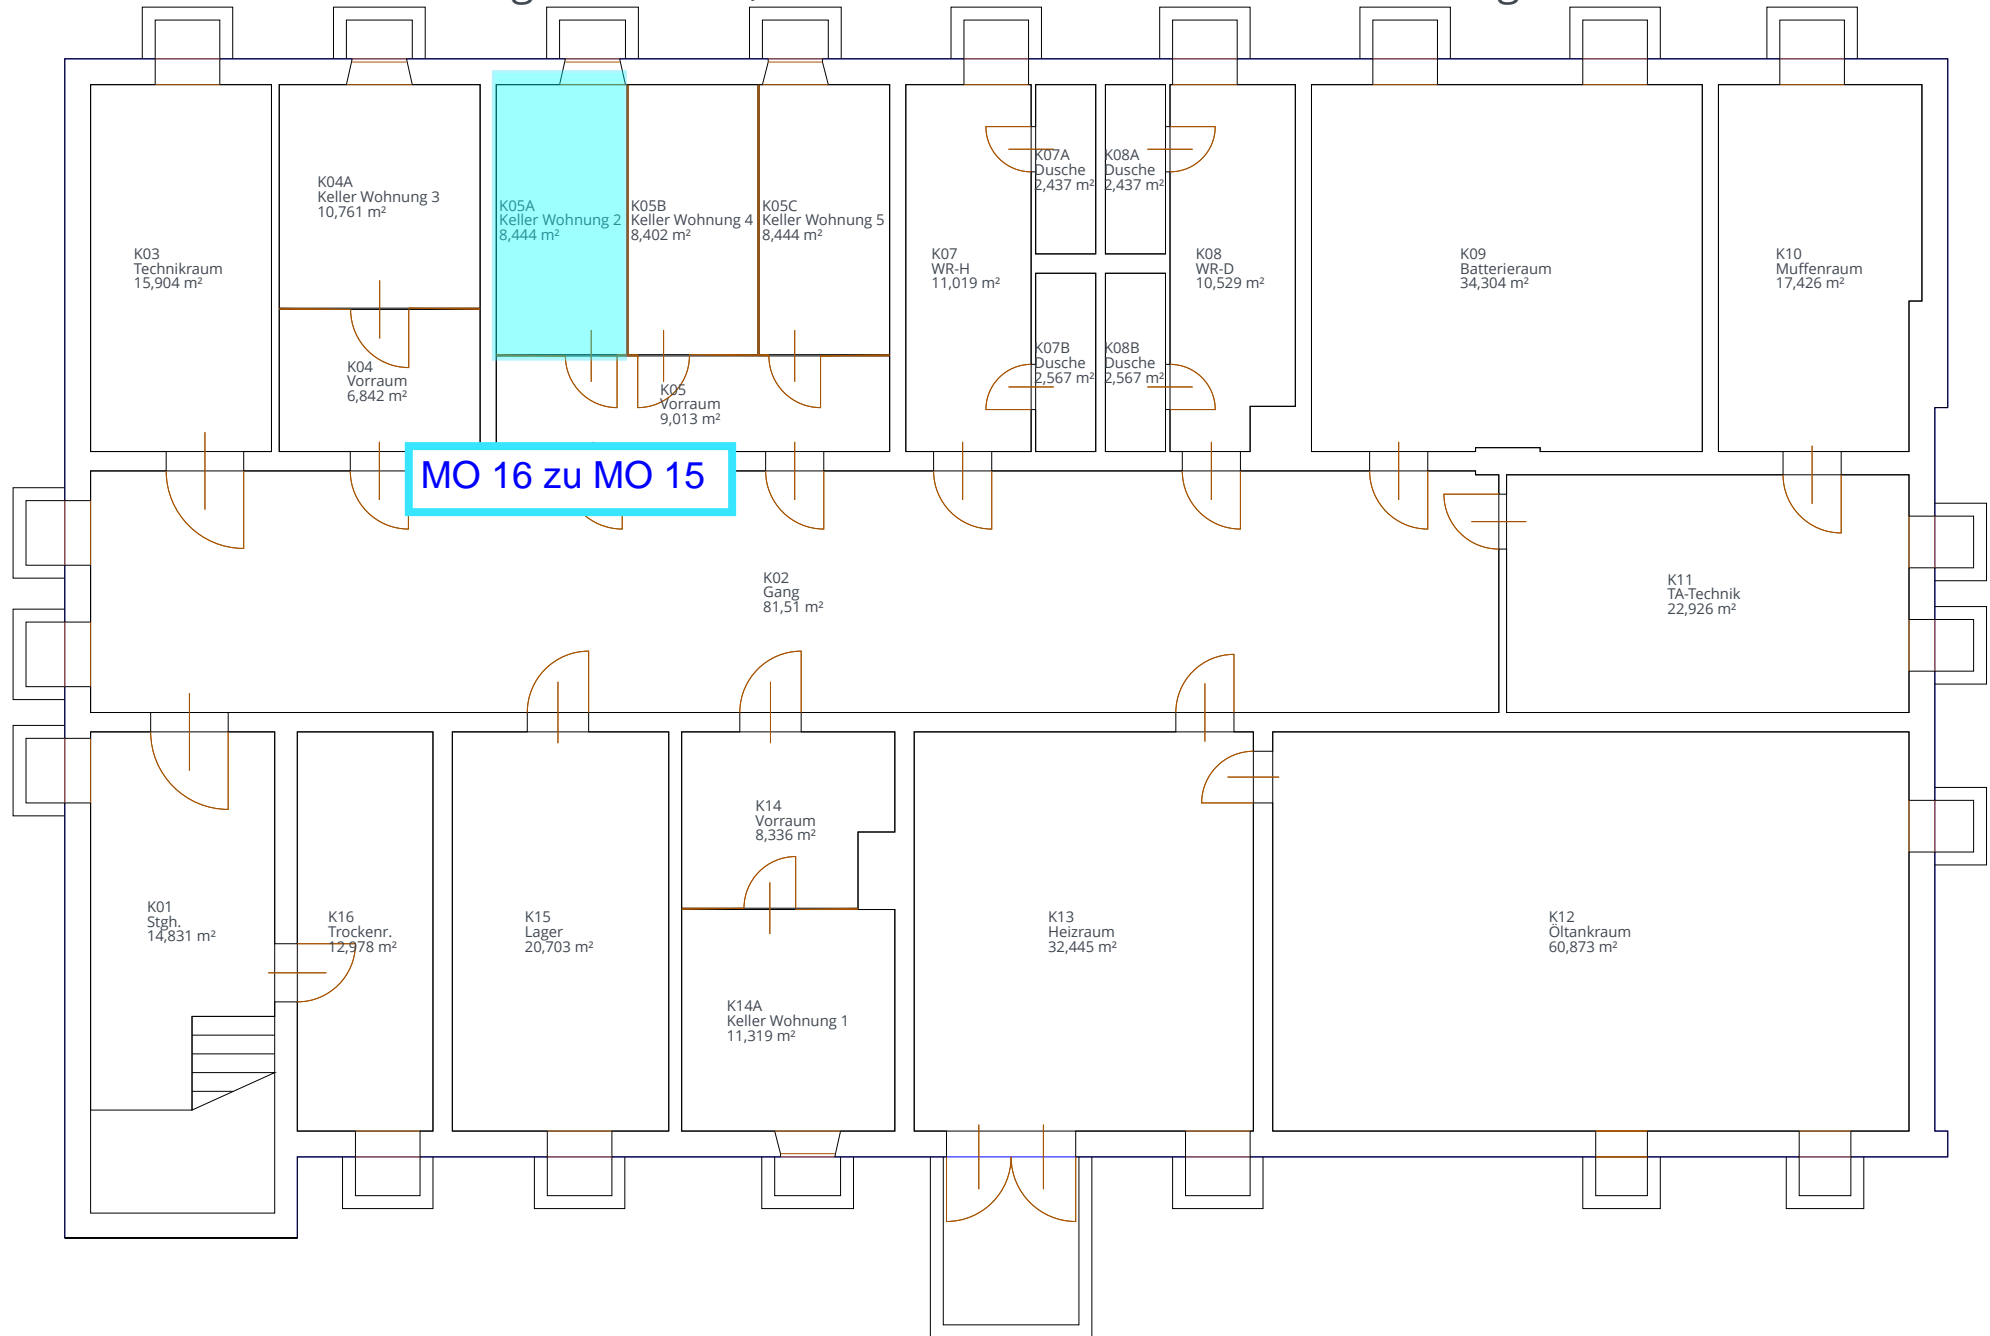 K03
Technikraum
15,904 m²
K04A
Keller Wohnung 3
10,761 m²
K04
Vorraum
6,842 m²
K05A
Keller Wohnung 2
8,444 m²
K05B
Keller Wohnung 4
8,402 m²
K05C
Keller Wohnung 5
8,444 m²
K05
Vorraum
9,013 m²
K07
WR-H
11,019 m²
K07A
Dusche
2,437 m²
K08A
Dusche
2,437 m²
K07B
Dusche
2,567 m²
K08B
Dusche
2,567 m²
K08
WR-D
10,529 m²
K09
Batterieraum
34,304 m²
K10
Muffenraum
17,426 m²
MO 16 zu MO 15
K02
Gang
81,51 m²
K11
TA-Technik
22,926 m²
K01
Stgh.
14,831 m²
K16
Trockenr.
12,978 m²
K15
Lager
20,703 m²
K14
Vorraum
8,336 m²
K14A
Keller Wohnung 1
11,319 m²
K13
Heizraum
32,445 m²
K12
Öltankraum
60,873 m²